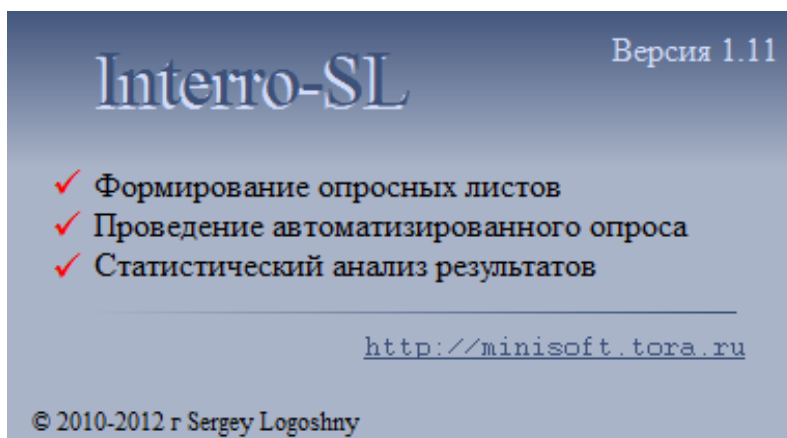 Версия 1.11
Interro-SL
Формирование опросных листов
Проведение автоматизированного опроса
Статистический анализ результатов
http://minisoft.tora.ru
© 2010-2012 г Sergey Logoshny